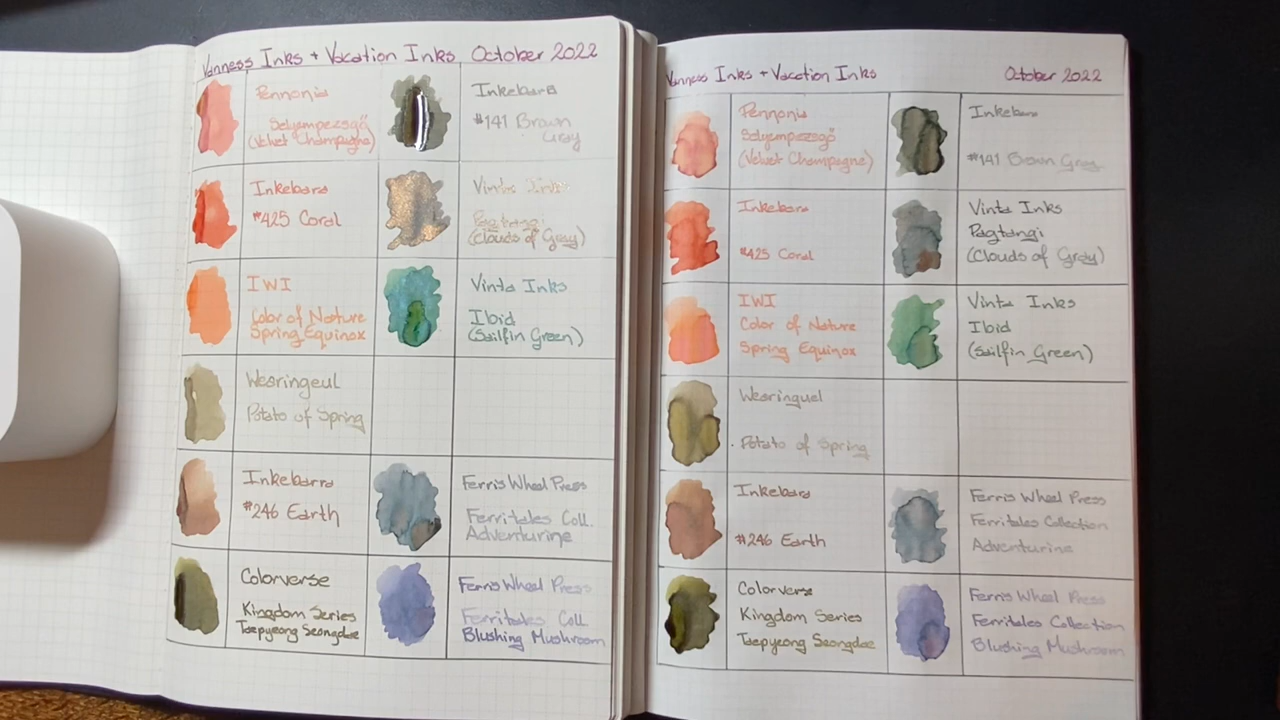 Vanness Inks + Vacation Inks October 2022
Pennonia
Selyempezsgő
(Velvet Champagne)
Inkebara
#141 Brown
Gray
Inkebara
#425 Coral
Vinta Inks
Pagtangi
(Clouds of Gray)
IWI
Color of Nature
Spring Equinox
Vinta Inks
Ibid
(Sailfin Green)
Wearingeul
Potato of Spring
Inkebarra
#246 Earth
Ferris Wheel Press
Ferritales Coll.
Adventurine
Colorverse
Kingdom Series
Taepyeong Seongdae
Ferris Wheel Press
Ferritales Coll
Blushing Mushroom
Vanness Inks + Vacation Inks October 2022
Pennonia
Selyempezsgő
(Velvet Champagne)
Inkebara
#141 Brown Gray
Inkebara
#425 Coral
Vinta Inks
Pagtangi
(Clouds of Gray)
IWI
Color of Nature
Spring Equinox
Vinta Inks
Ibid
(Sailfin Green)
Wearinguel
Potato of Spring
Inkebara
#246 Earth
Ferris Wheel Press
Ferritales Collection
Adventurine
Colorverse
Kingdom Series
Taepyeong Seongdae
Ferris Wheel Press
Ferritales Collection
Blushing Mushroom